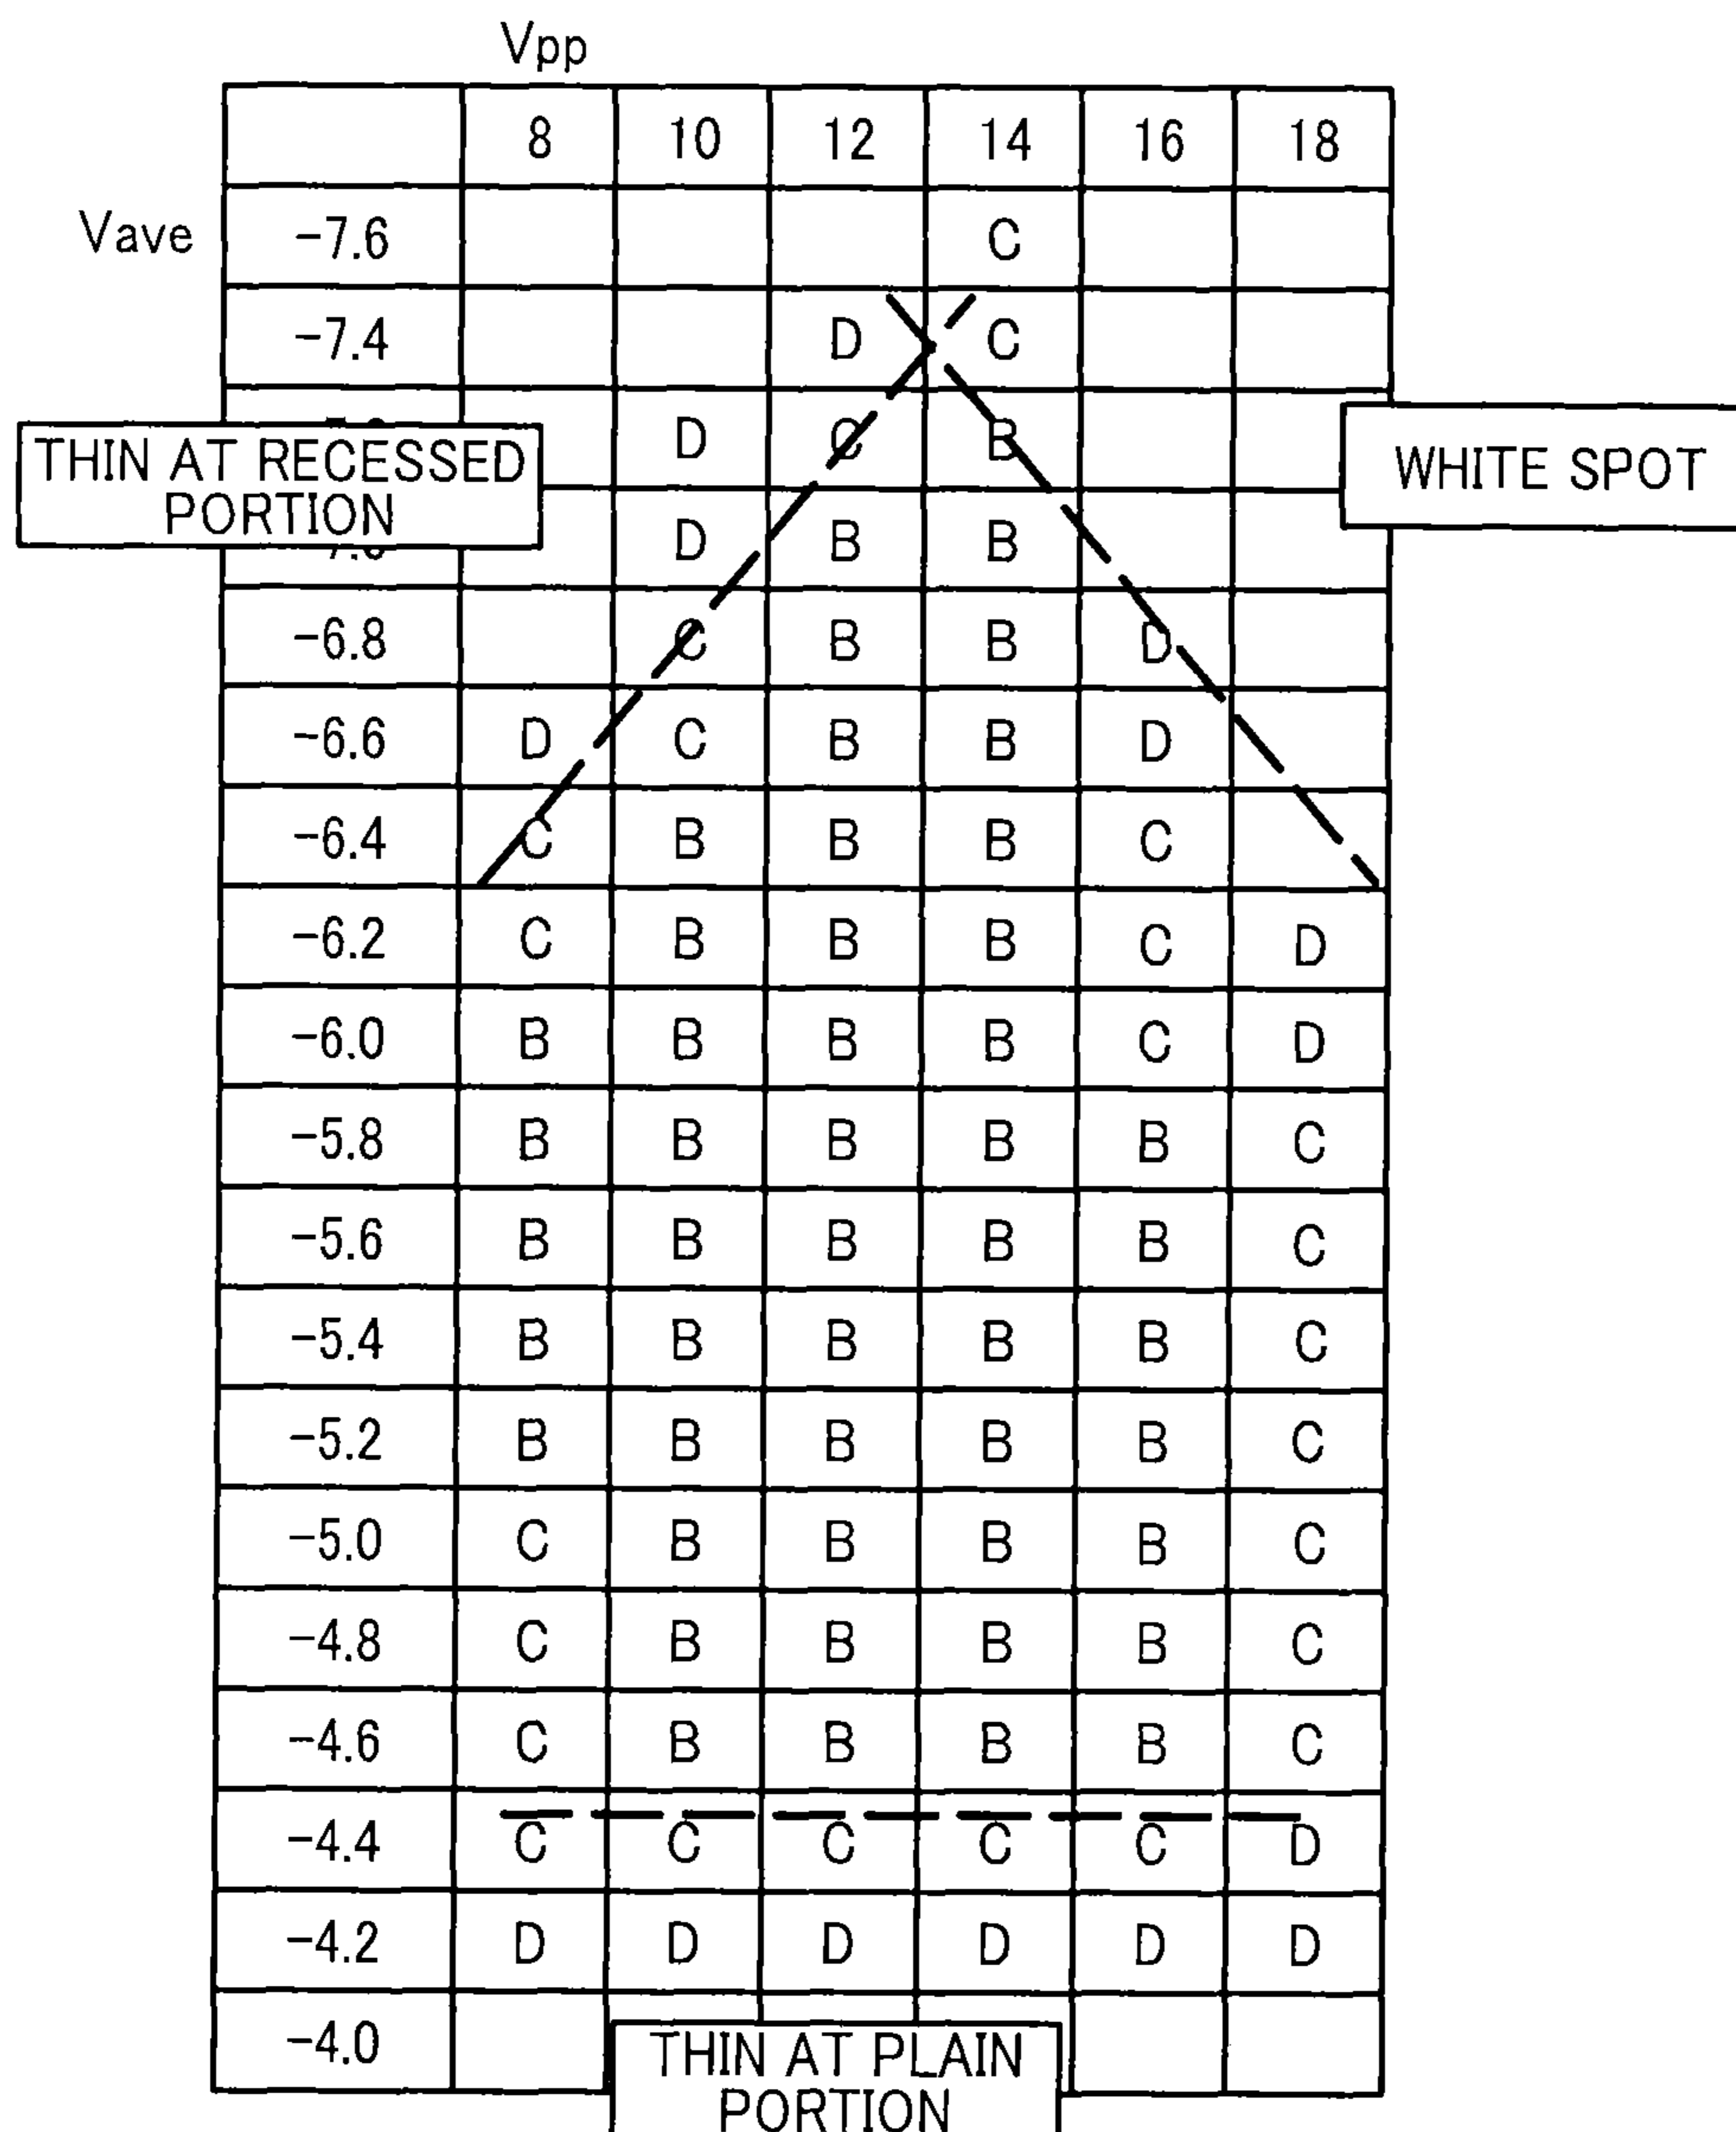 Vpp
8 10 12 14 16 18
Vave -7.6 C
-7.4 D C
D C B
THIN AT RECESSED
PORTION
WHITE SPOT
D B B
-6.8 C B B D
-6.6 D C B B D
-6.4 C B B B C
-6.2 C B B B C D
-6.0 B B B B C D
-5.8 B B B B B C
-5.6 B B B B B C
-5.4 B B B B B C
-5.2 B B B B B C
-5.0 C B B B B C
-4.8 C B B B B C
-4.6 C B B B B C
-4.4 C C C C C D
-4.2 D D D D D D
-4.0
THIN AT PLAIN
PORTION